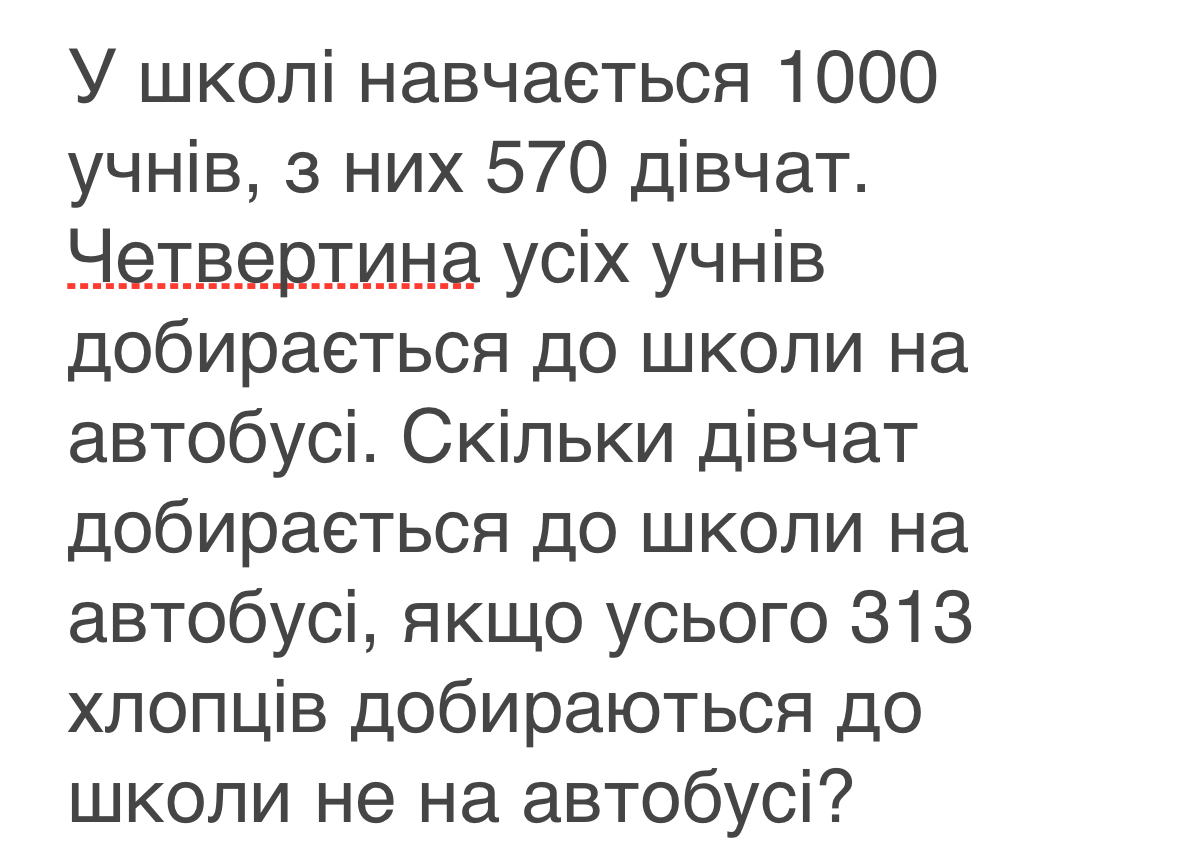 У школі навчається 1000
учнів, з них 570 дівчат.
Четвертина усіх учнів
добирається до школи на
автобусі. Скільки дівчат
добирається до школи на
автобусі, якщо усього 313
хлопців добираються до
школи не на автобусі?